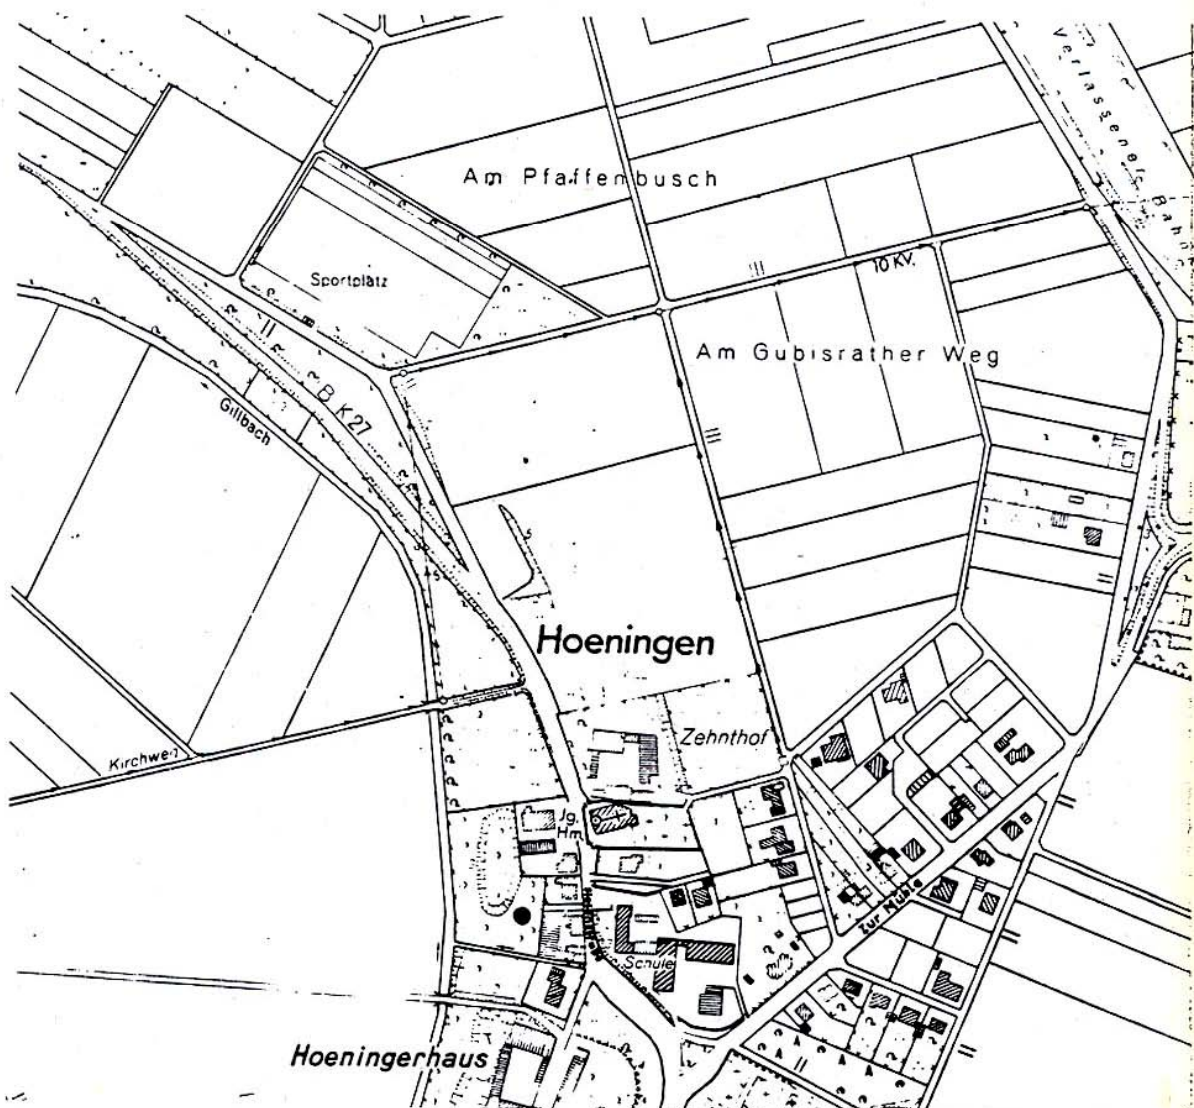 Verlassener Bahn
Am Pfaffenbusch
Sportplatz
10 KV.
Am Gubisrather Weg
B K 27
Gillbach
Hoeningen
Zehnthof
Kirchweg
Jg.
Hm
Zur Mühle
Schule
Hoeningerhaus